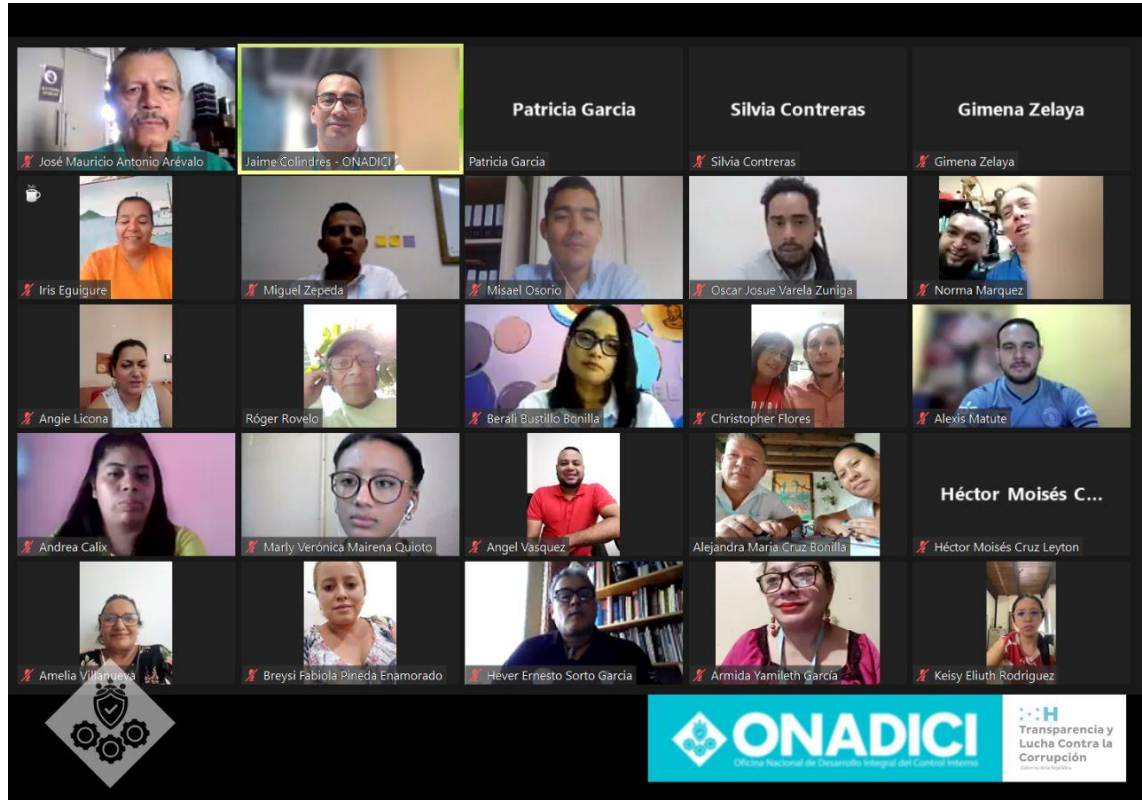 José Mauricio Antonio Arévalo
Jaime Colindres - ONADICI
Patricia Garcia
Patricia Garcia
Silvia Contreras
Silvia Contreras
Gimena Zelaya
Gimena Zelaya
Iris Eguigure
Miguel Zepeda
Misael Osorio
Oscar Josue Varela Zuniga
Norma Marquez
Angie Licona
Róger Rovelo
Berali Bustillo Bonilla
Christopher Flores
Alexis Matute
Andrea Calix
Marly Verónica Mairena Quioto
Angel Vasquez
Alejandra Maria Cruz Bonilla
Héctor Moisés C...
Héctor Moisés Cruz Leyton
Amelia Villanueva
Breysi Fabiola Pineda Enamorado
Hever Ernesto Sorto Garcia
Armida Yamileth García
Keisy Eliuth Rodriguez
ONADICI
Oficina Nacional de Desarrollo Integral del Control Interno
H
Transparencia y
Lucha Contra la
Corrupción
Gobierno de la República